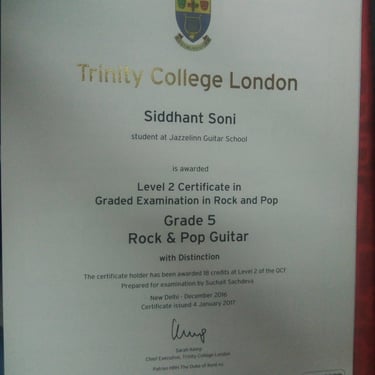 Trinity College London
Siddhant Soni
student at Jazzelinn Guitar School
is awarded
Level 2 Certificate in
Graded Examination in Rock and Pop
Grade 5
Rock & Pop Guitar
with Distinction
The certificate holder has been awarded 18 credits at Level 2 of the QCF
Prepared for examination by Suchait Sachdeva
New Delhi - December 2016
Certificate issued 4 January 2017
Sarah Kemp
Chief Executive, Trinity College London
Patron HRH The Duke of Kent KG